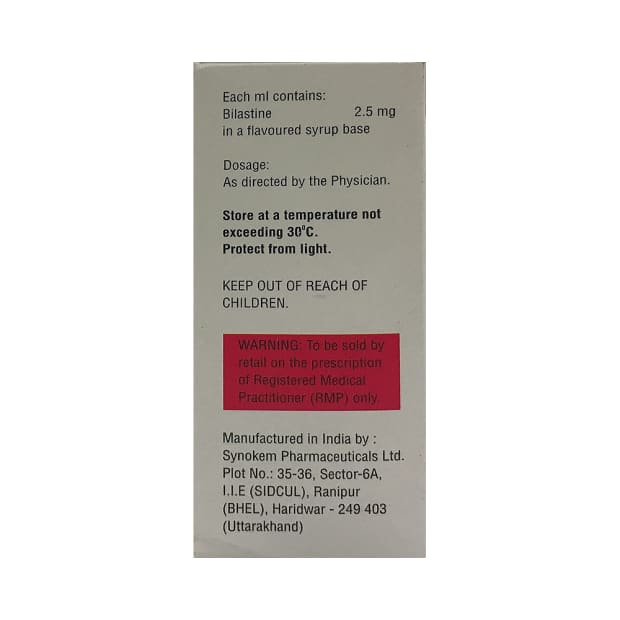 Each ml contains:
Bilastine 2.5 mg
in a flavoured syrup base
Dosage:
As directed by the Physician.
Store at a temperature not
exceeding 30⁰C.
Protect from light.
KEEP OUT OF REACH OF
CHILDREN.
WARNING: To be sold by
retail on the prescription
of Registered Medical
Practitioner (RMP) only.
Manufactured in India by :
Synokem Pharmaceuticals Ltd.
Plot No.: 35-36, Sector-6A,
I.I.E (SIDCUL), Ranipur
(BHEL), Haridwar - 249 403
(Uttarakhand)